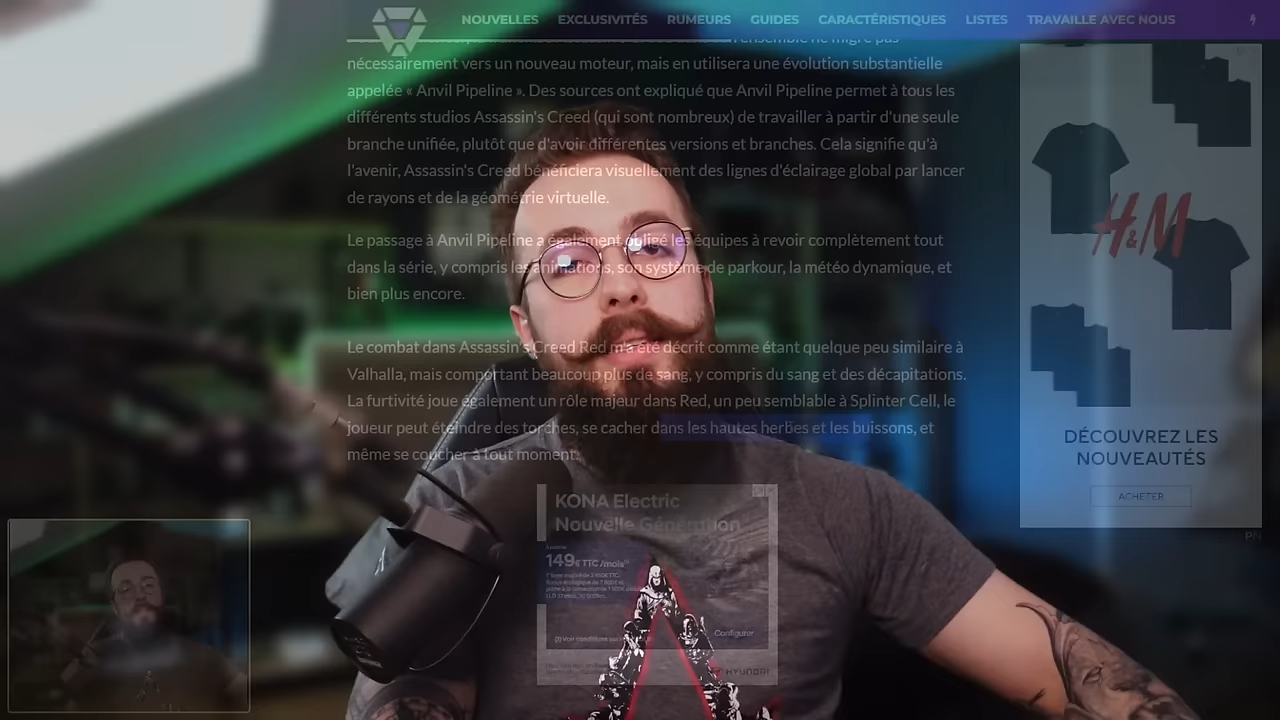 NOUVELLES EXCLUSIVITÉS RUMEURS GUIDES CARACTÉRISTIQUES LISTES TRAVAILLE AVEC NOUS
l'ensemble ne migre pas
nécessairement vers un nouveau moteur, mais en utilisera une évolution substantielle
appelée « Anvil Pipeline ». Des sources ont expliqué que Anvil Pipeline permet à tous les
différents studios Assassin's Creed (qui sont nombreux) de travailler à partir d'une seule
branche unifiée, plutôt que d'avoir différentes versions et branches. Cela signifie qu'à
l'avenir, Assassin's Creed bénéficiera visuellement des lignes d'éclairage global par lancer
de rayons et de la géométrie virtuelle.
Le passage à Anvil Pipeline a également obligé les équipes à revoir complètement tout
dans la série, y compris les animations, son système de parkour, la météo dynamique, et
bien plus encore.
Le combat dans Assassin's Creed Red m'a été décrit comme étant quelque peu similaire à
Valhalla, mais comportant beaucoup plus de sang, y compris du sang et des décapitations.
La furtivité joue également un rôle majeur dans Red, un peu semblable à Splinter Cell, le
joueur peut éteindre des torches, se cacher dans les hautes herbes et les buissons, et
même se coucher à tout moment.
H&M
DÉCOUVREZ LES
NOUVEAUTÉS
ACHETER
KONA Electric
Nouvelle Génération
149€ TTC/mois
Configurer
HYUNDAI